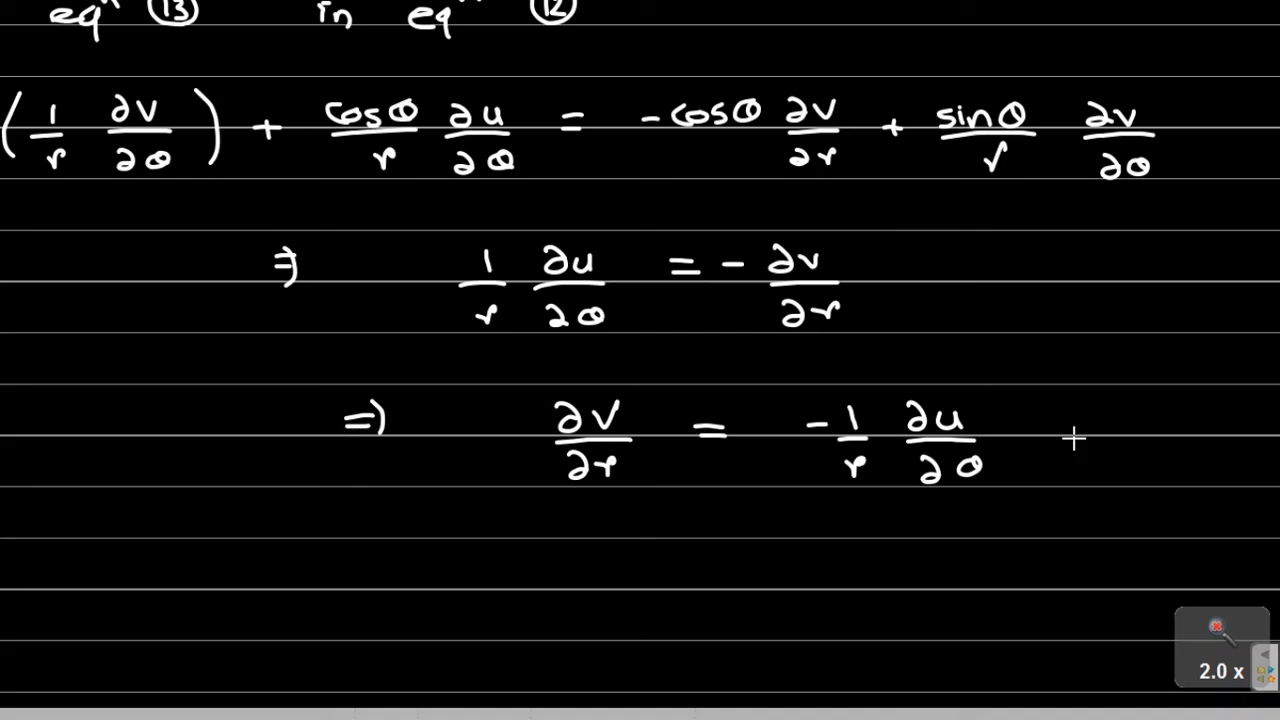 eqⁿ ⑬ in eqⁿ ⑫
(1/r ∂v/∂θ) + cosθ/r ∂u/∂θ = -cosθ ∂v/∂r + sinθ/r ∂v/∂θ
⇒ 1/r ∂u/∂θ = - ∂v/∂r
⇒ ∂v/∂r = -1/r ∂u/∂θ
2.0 x